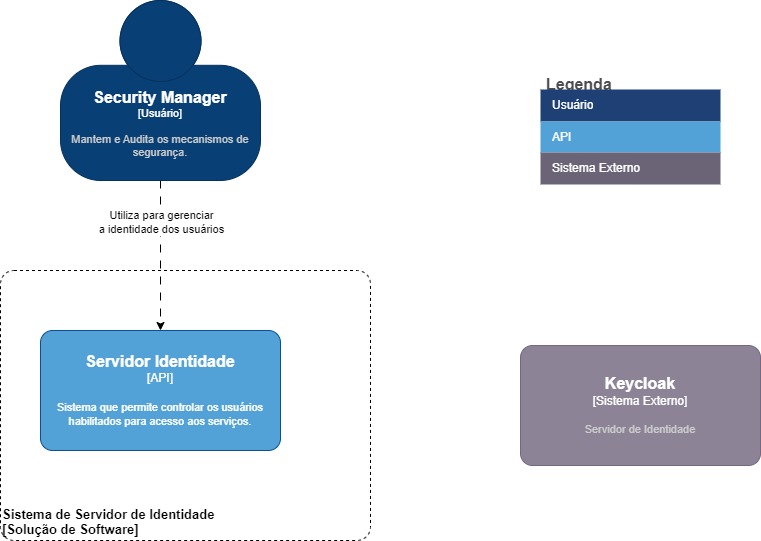 Security Manager
[Usuário]
Mantem e Audita os mecanismos de
segurança.
Legenda
Usuário
API
Sistema Externo
Utiliza para gerenciar
a identidade dos usuários
Servidor Identidade
[API]
Sistema que permite controlar os usuários
habilitados para acesso aos serviços.
Keycloak
[Sistema Externo]
Servidor de Identidade
Sistema de Servidor de Identidade
[Solução de Software]